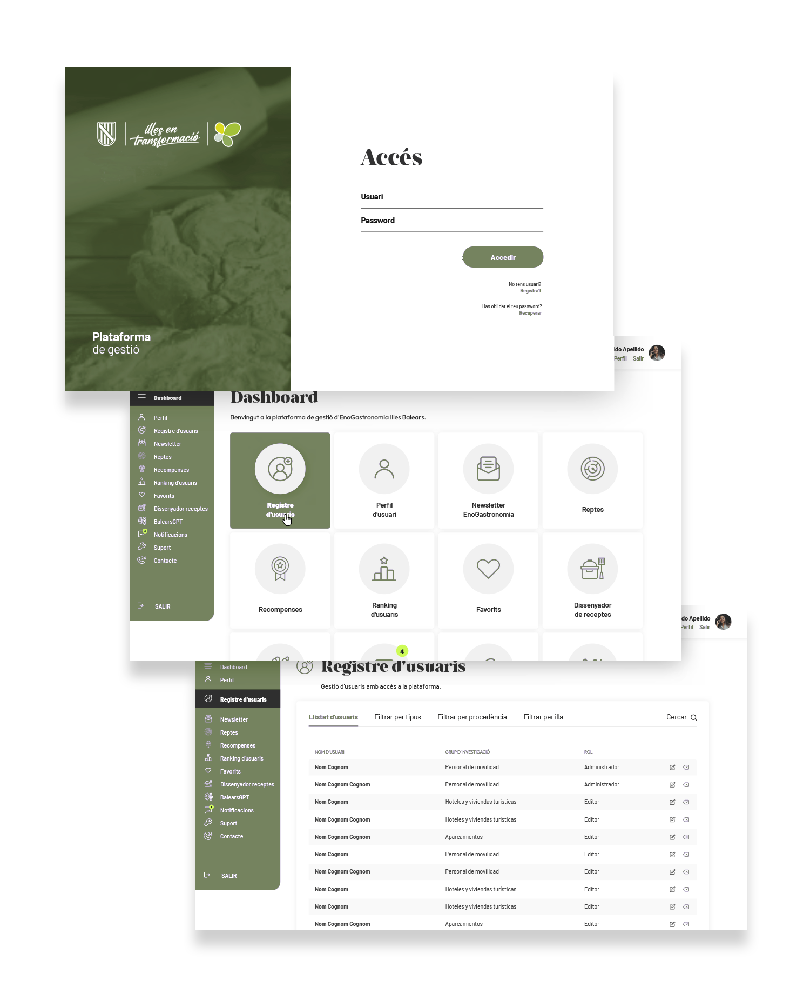 illes en
transformació
Plataforma
de gestió
Accés
Usuari
Password
Accedir
No tens usuari?
Registra't
Has oblidat el teu password?
Recuperar
Apellido
Perfil Salir
Dashboard
Perfil
Registre d'usuaris
Newsletter
Reptes
Recompenses
Ranking d'usuaris
Favorits
Dissenyador receptes
BalearsGPT
4
Notificacions
Suport
24
Contacte
SALIR
Dashboard
Benvingut a la plataforma de gestió d'EnoGastronomia Illes Balears.
Registre
d'usuaris
Perfil
d'usuari
Newsletter
EnoGastronomia
Reptes
Recompenses
Ranking
d'usuaris
Favorits
Dissenyador
de receptes
4
Apellido
Perfil Salir
Dashboard
Perfil
Registre d'usuaris
Newsletter
Reptes
Recompenses
Ranking d'usuaris
Favorits
Dissenyador receptes
BalearsGPT
4
Notificacions
Suport
24
Contacte
SALIR
Registre d'usuaris
Gestió d'usuaris amb accés a la plataforma:
Llistat d'usuaris Filtrar per tipus Filtrar per procedència Filtrar per illa Cercar
NOM D'USUARI GRUP D'INVESTIGACIÓ ROL
Nom Cognom Personal de movilidad Administrador
Nom Cognom Cognom Personal de movilidad Administrador
Nom Cognom Hoteles y viviendas turísticas Editor
Nom Cognom Cognom Hoteles y viviendas turísticas Editor
Nom Cognom Cognom Aparcamientos Editor
Nom Cognom Personal de movilidad Editor
Nom Cognom Cognom Personal de movilidad Editor
Nom Cognom Hoteles y viviendas turísticas Editor
Nom Cognom Hoteles y viviendas turísticas Editor
Nom Cognom Cognom Aparcamientos Editor